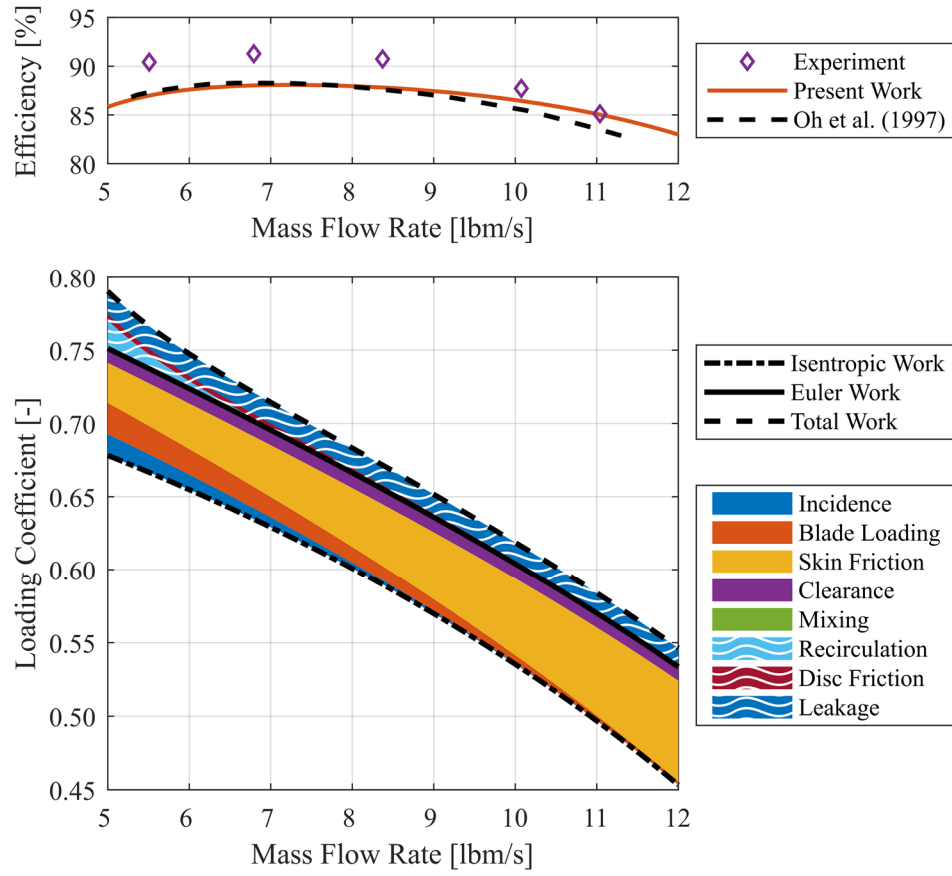 Efficiency [%]
95
90
85
80
5 6 7 8 9 10 11 12
Mass Flow Rate [lbm/s]
Experiment
Present Work
Oh et al. (1997)
Loading Coefficient [-]
0.80
0.75
0.70
0.65
0.60
0.55
0.50
0.45
5 6 7 8 9 10 11 12
Mass Flow Rate [lbm/s]
Isentropic Work
Euler Work
Total Work
Incidence
Blade Loading
Skin Friction
Clearance
Mixing
Recirculation
Disc Friction
Leakage